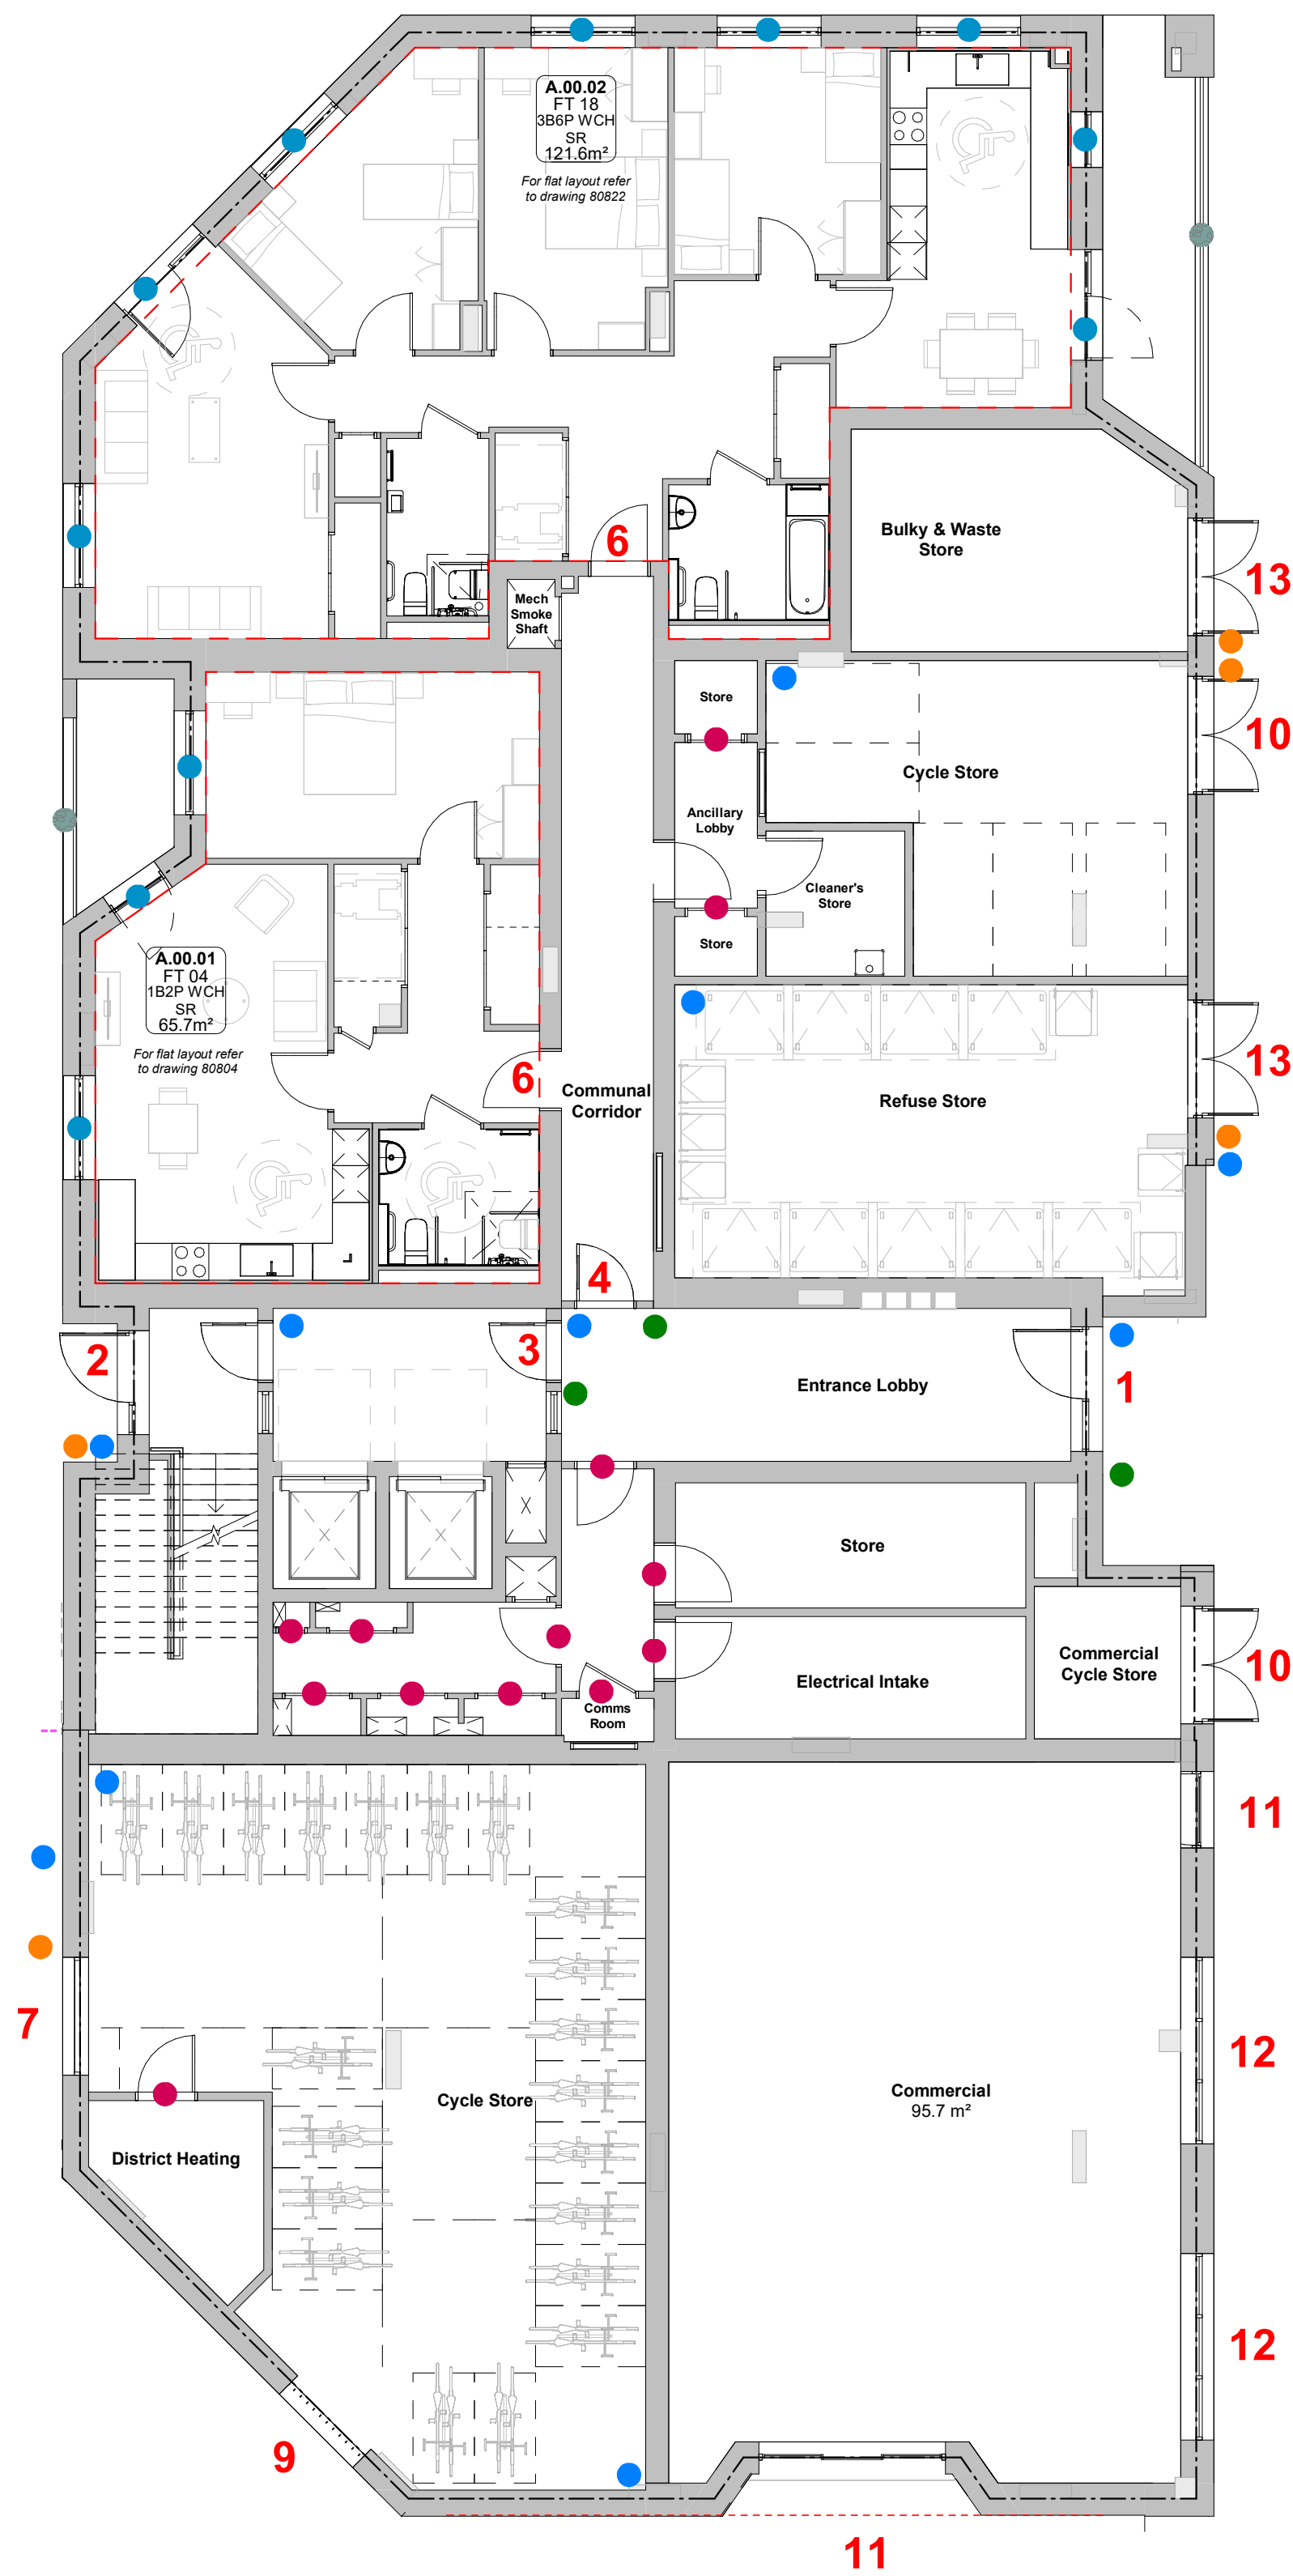 A.00.02
FT 18
3B6P WCH
SR
121.6m²
For flat layout refer
to drawing 80822
Bulky & Waste
Store
6
13
Mech
Smoke
Shaft
Store
10
Cycle Store
Ancillary
Lobby
Cleaner's
Store
Store
A.00.01
FT 04
1B2P WCH
SR
65.7m²
For flat layout refer
to drawing 80804
6
Communal
Corridor
Refuse Store
13
4
2
3
Entrance Lobby
1
Store
Commercial
Cycle Store
10
Electrical Intake
Comms
Room
11
7
12
Cycle Store
Commercial
95.7 m²
District Heating
12
9
11